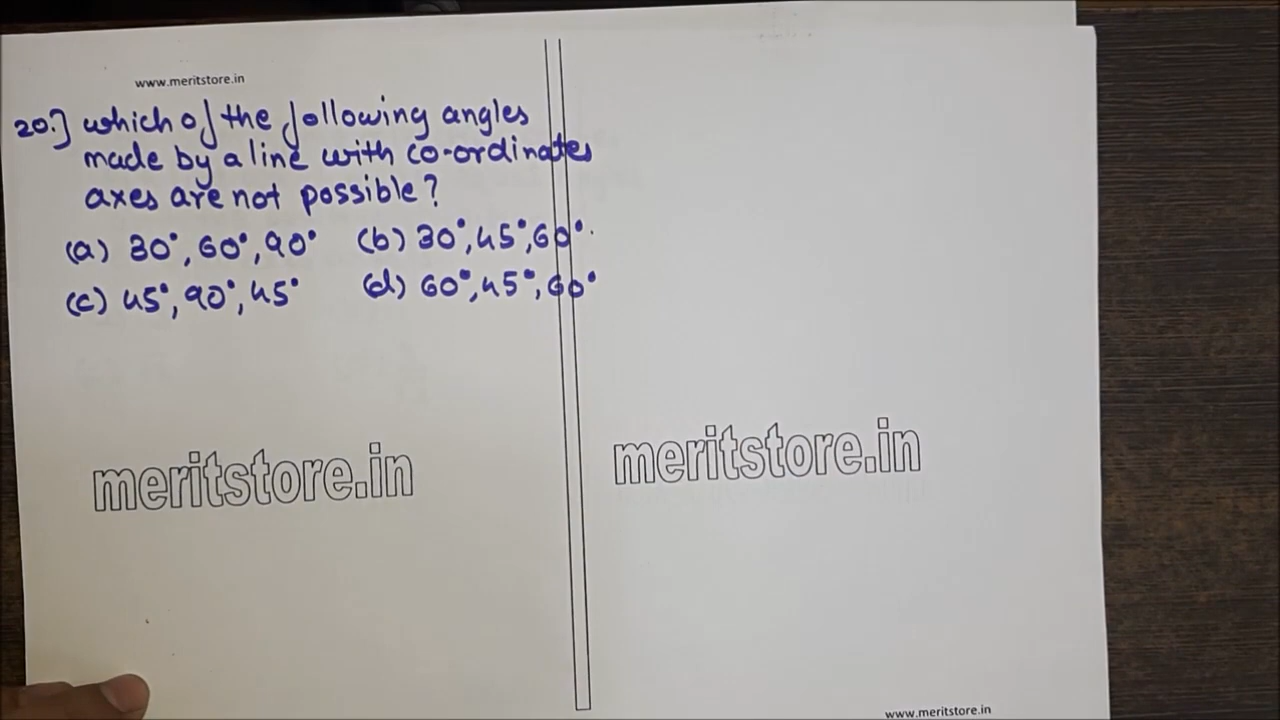 www.meritstore.in
20.] which of the following angles
made by a line with co-ordinates
axes are not possible?
(a) 30°, 60°, 90° (b) 30°, 45°, 60°.
(c) 45°, 90°, 45° (d) 60°, 45°, 60°
meritstore.in
meritstore.in
www.meritstore.in